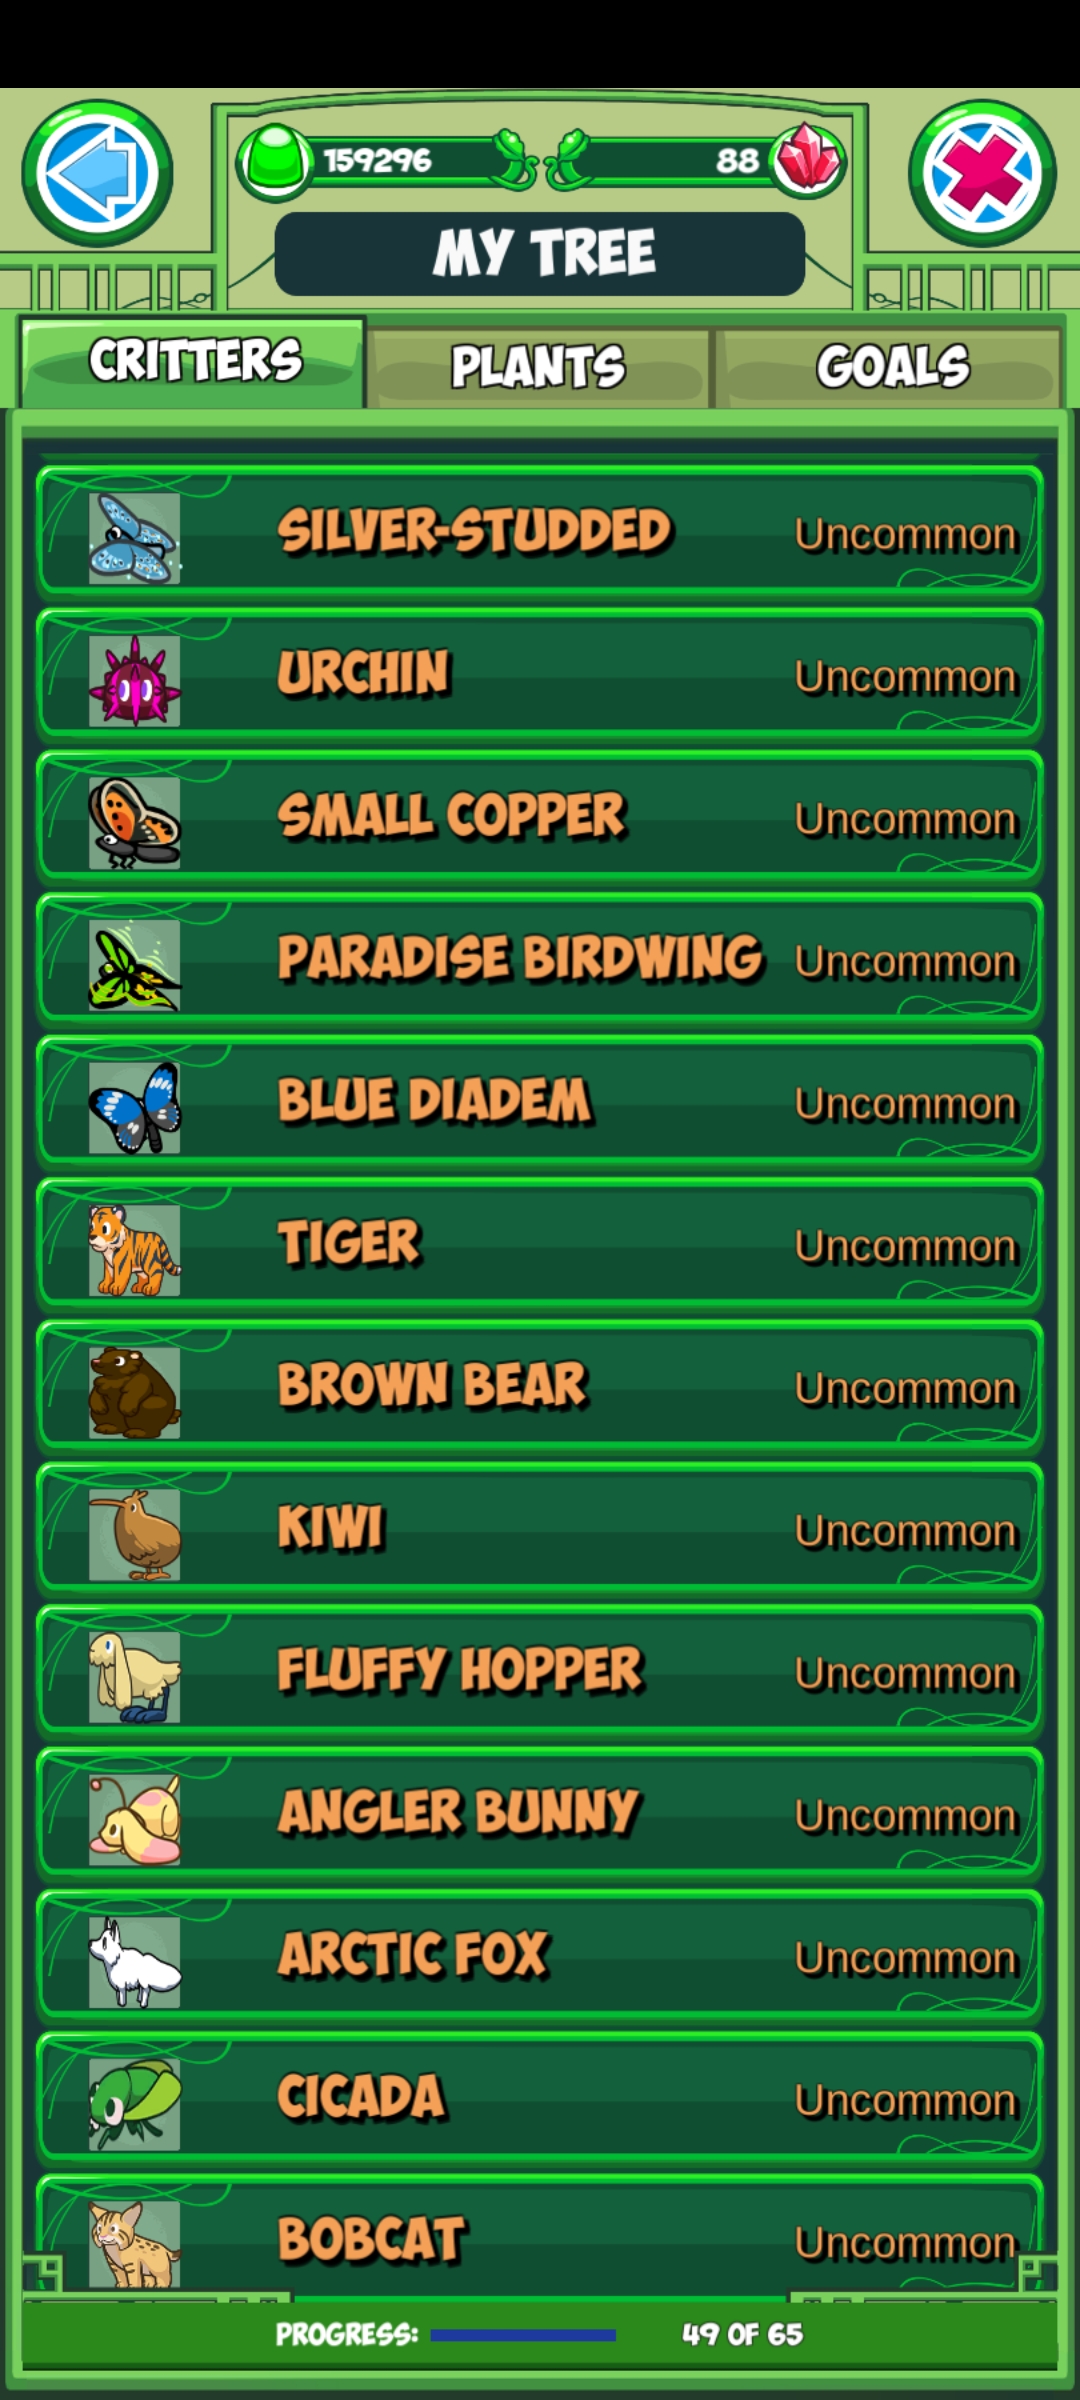 159296
88
MY TREE
CRITTERS
PLANTS
GOALS
SILVER-STUDDED Uncommon
URCHIN Uncommon
SMALL COPPER Uncommon
PARADISE BIRDWING Uncommon
BLUE DIADEM Uncommon
TIGER Uncommon
BROWN BEAR Uncommon
KIWI Uncommon
FLUFFY HOPPER Uncommon
ANGLER BUNNY Uncommon
ARCTIC FOX Uncommon
CICADA Uncommon
BOBCAT Uncommon
PROGRESS: 49 OF 65